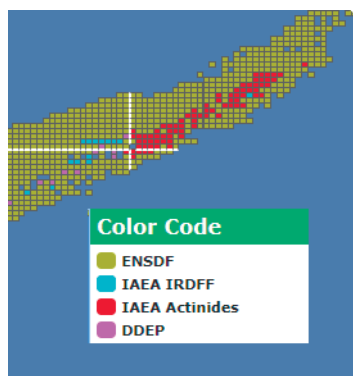 Color Code
ENSDF
IAEA IRDFF
IAEA Actinides
DDEP